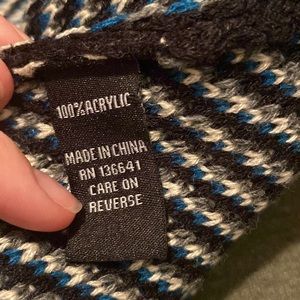 100% ACRYLIC
MADE IN CHINA
RN 136641
CARE ON
REVERSE